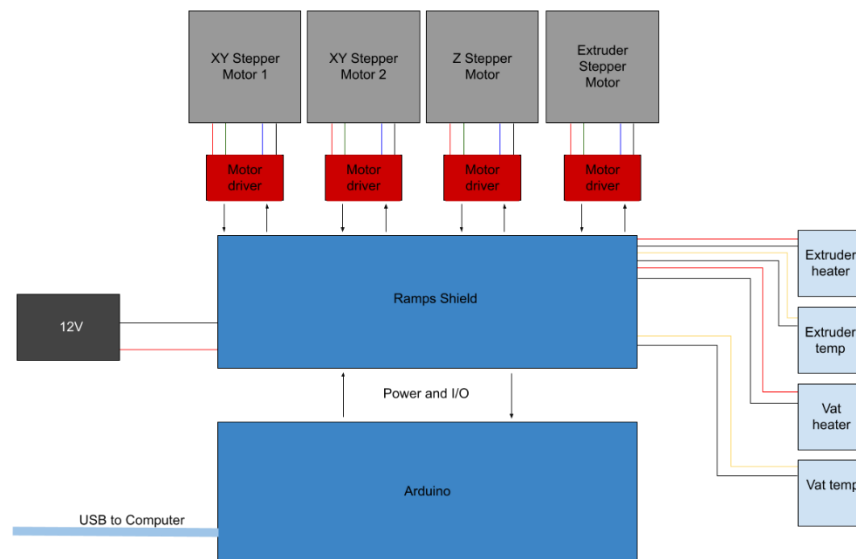 XY Stepper
Motor 1
XY Stepper
Motor 2
Z Stepper
Motor
Extruder
Stepper
Motor
Motor
driver
Motor
driver
Motor
driver
Motor
driver
Ramps Shield
12V
Extruder
heater
Extruder
temp
Vat
heater
Vat temp
Power and I/O
Arduino
USB to Computer